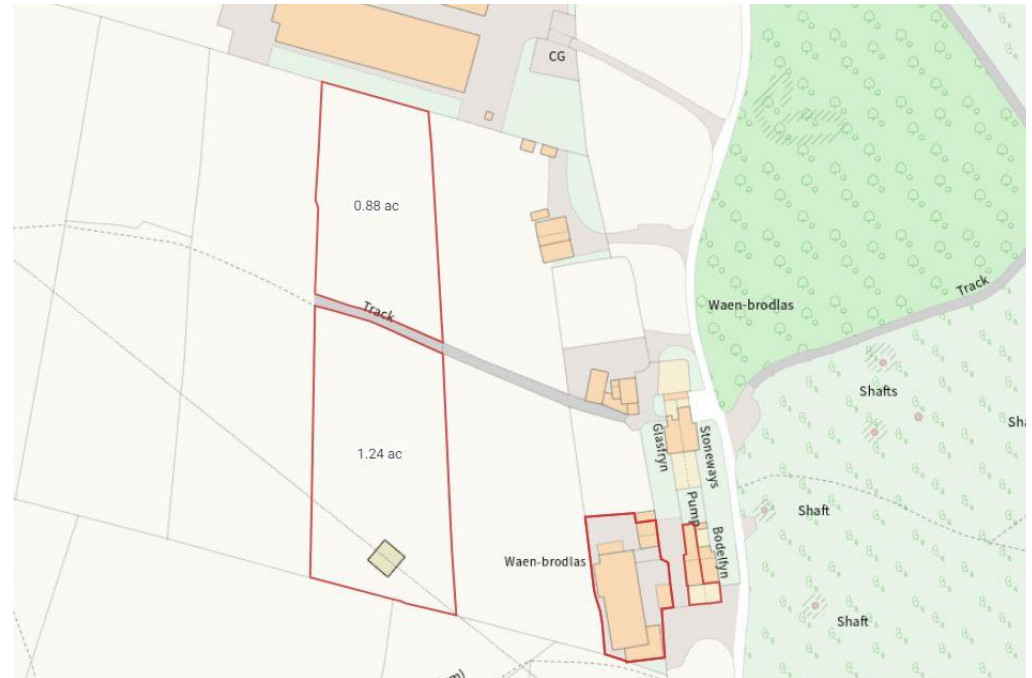 CG
0.88 ac
Track
Waen-brodlas
Track
Shafts
Sha
Glasfryn
Stoneways
1.24 ac
Pump
Shaft
Bodelfyn
Waen-brodlas
Shaft
m)